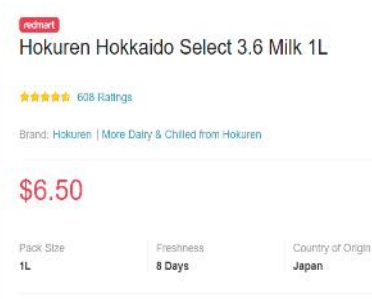 redmart
Hokuren Hokkaido Select 3.6 Milk 1L
608 Ratings
Brand: Hokuren | More Dairy & Chilled from Hokuren
$6.50
Pack Size Freshness Country of Origin
1L 8 Days Japan